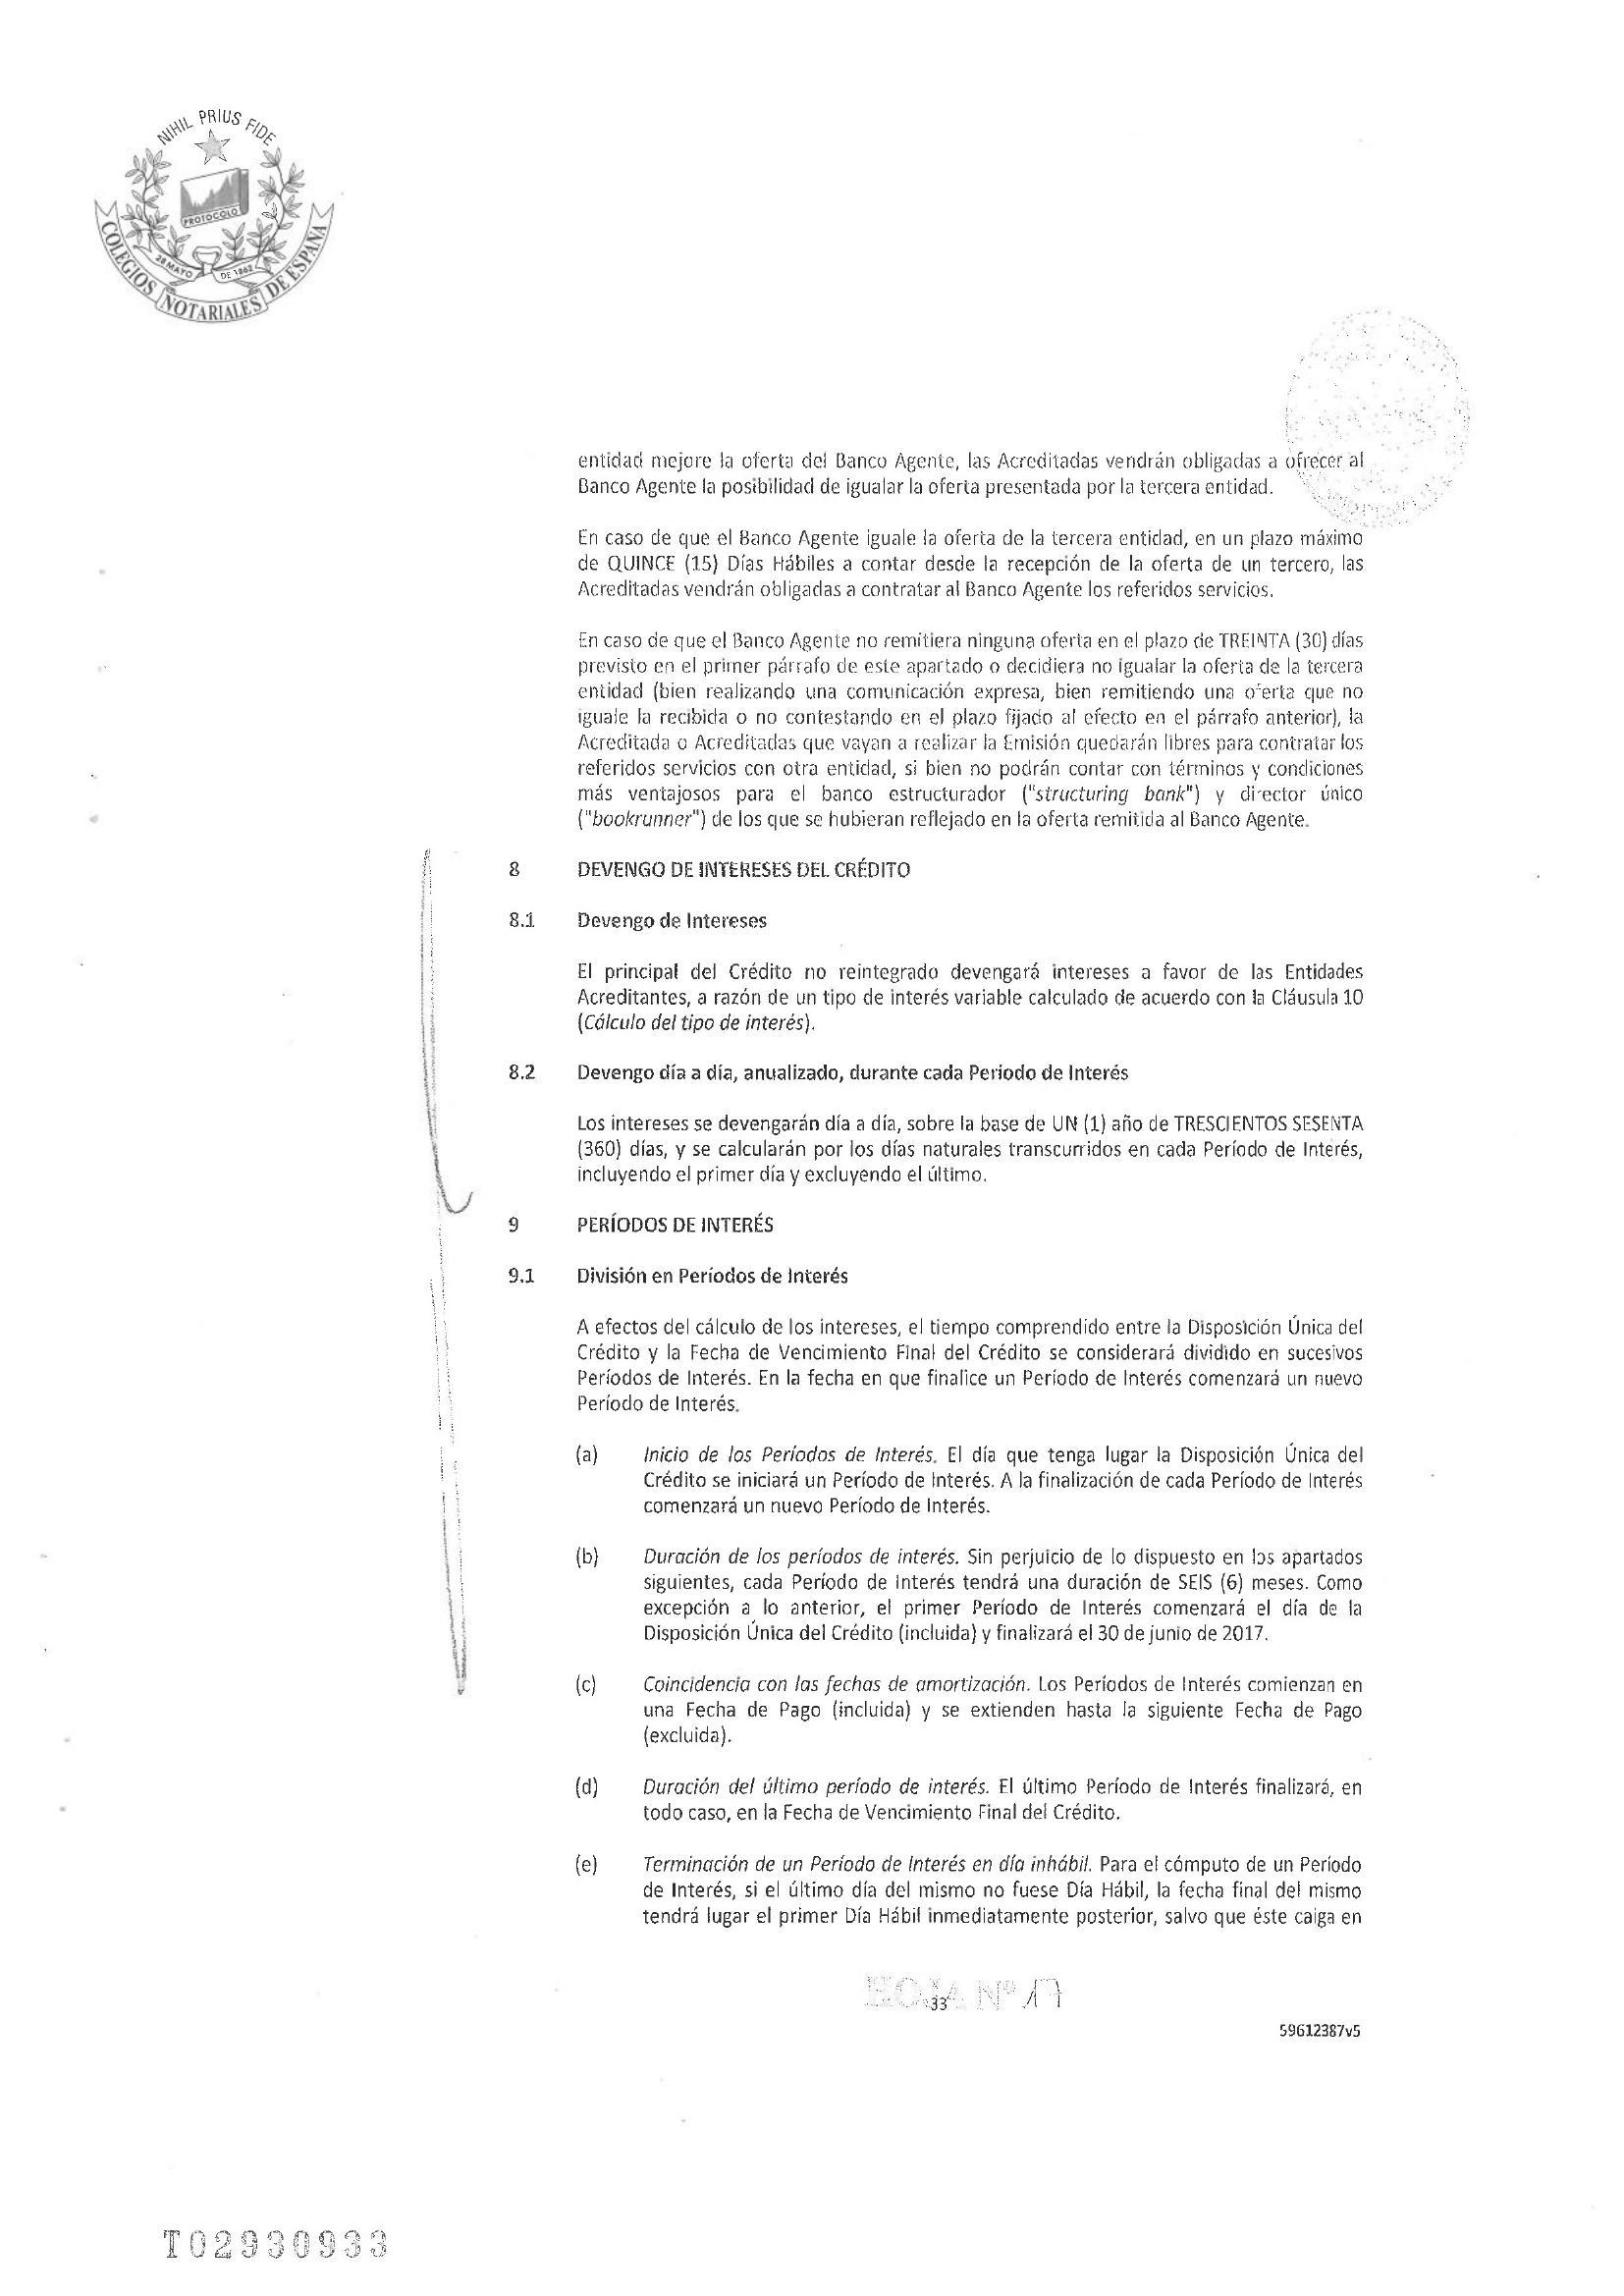 NIHIL PRIUS FIDE
PROTOCOLO
28 MAYO DE 1862
COLEGIOS NOTARIALES DE ESPAÑA
entidad mejore la oferta del Banco Agente, las Acreditadas vendrán obligadas a ofrecer al
Banco Agente la posibilidad de igualar la oferta presentada por la tercera entidad.
En caso de que el Banco Agente iguale la oferta de la tercera entidad, en un plazo máximo
de QUINCE (15) Días Hábiles a contar desde la recepción de la oferta de un tercero, las
Acreditadas vendrán obligadas a contratar al Banco Agente los referidos servicios.
En caso de que el Banco Agente no remitiera ninguna oferta en el plazo de TREINTA (30) días
previsto en el primer párrafo de este apartado o decidiera no igualar la oferta de la tercera
entidad (bien realizando una comunicación expresa, bien remitiendo una oferta que no
iguale la recibida o no contestando en el plazo fijado al efecto en el párrafo anterior), la
Acreditada o Acreditadas que vayan a realizar la Emisión quedarán libres para contratar los
referidos servicios con otra entidad, si bien no podrán contar con términos y condiciones
más ventajosos para el banco estructurador ("structuring bank") y director único
("bookrunner") de los que se hubieran reflejado en la oferta remitida al Banco Agente.
8 DEVENGO DE INTERESES DEL CRÉDITO
8.1 Devengo de Intereses
El principal del Crédito no reintegrado devengará intereses a favor de las Entidades
Acreditantes, a razón de un tipo de interés variable calculado de acuerdo con la Cláusula 10
(Cálculo del tipo de interés).
8.2 Devengo día a día, anualizado, durante cada Periodo de Interés
Los intereses se devengarán día a día, sobre la base de UN (1) año de TRESCIENTOS SESENTA
(360) días, y se calcularán por los días naturales transcurridos en cada Período de Interés,
incluyendo el primer día y excluyendo el último.
9 PERÍODOS DE INTERÉS
9.1 División en Períodos de Interés
A efectos del cálculo de los intereses, el tiempo comprendido entre la Disposición Única del
Crédito y la Fecha de Vencimiento Final del Crédito se considerará dividido en sucesivos
Períodos de Interés. En la fecha en que finalice un Período de Interés comenzará un nuevo
Período de Interés.
(a) Inicio de los Períodos de Interés. El día que tenga lugar la Disposición Única del
Crédito se iniciará un Período de Interés. A la finalización de cada Período de Interés
comenzará un nuevo Período de Interés.
(b) Duración de los períodos de interés. Sin perjuicio de lo dispuesto en los apartados
siguientes, cada Período de Interés tendrá una duración de SEIS (6) meses. Como
excepción a lo anterior, el primer Período de Interés comenzará el día de la
Disposición Única del Crédito (incluida) y finalizará el 30 de junio de 2017.
(c) Coincidencia con las fechas de amortización. Los Períodos de Interés comienzan en
una Fecha de Pago (incluida) y se extienden hasta la siguiente Fecha de Pago
(excluida).
(d) Duración del último período de interés. El último Período de Interés finalizará, en
todo caso, en la Fecha de Vencimiento Final del Crédito.
(e) Terminación de un Período de Interés en día inhábil. Para el cómputo de un Período
de Interés, si el último día del mismo no fuese Día Hábil, la fecha final del mismo
tendrá lugar el primer Día Hábil inmediatamente posterior, salvo que éste caiga en
HOJA Nº 17
33
59612387v5
T02930933